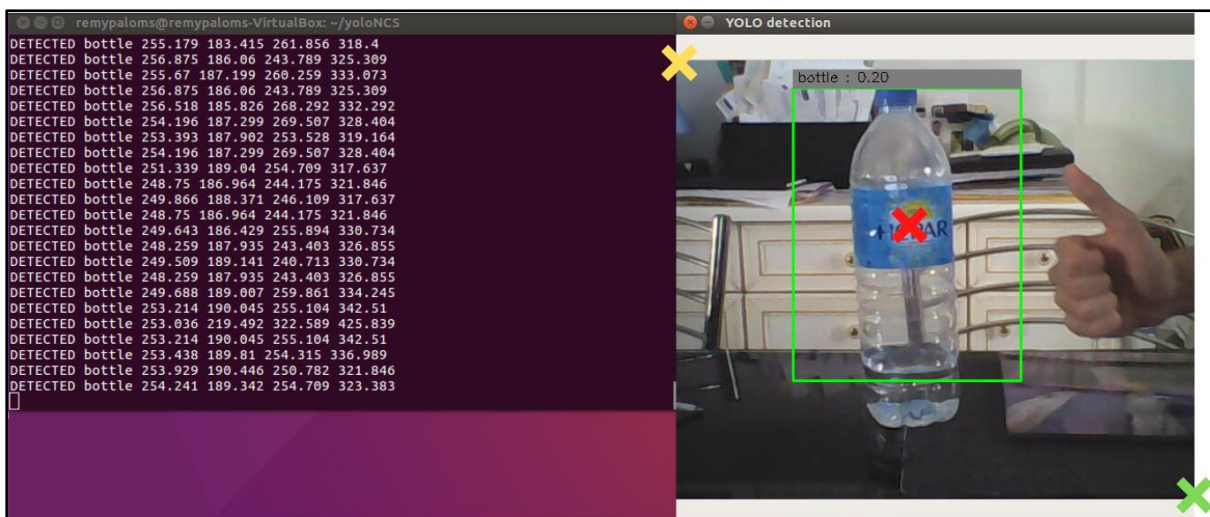 remypaloms@remypaloms-VirtualBox: ~/yoloNCS
DETECTED bottle 255.179 183.415 261.856 318.4
DETECTED bottle 256.875 186.06 243.789 325.309
DETECTED bottle 255.67 187.199 260.259 333.073
DETECTED bottle 256.875 186.06 243.789 325.309
DETECTED bottle 256.518 185.826 268.292 332.292
DETECTED bottle 254.196 187.299 269.507 328.404
DETECTED bottle 253.393 187.902 253.528 319.164
DETECTED bottle 254.196 187.299 269.507 328.404
DETECTED bottle 251.339 189.04 254.709 317.637
DETECTED bottle 248.75 186.964 244.175 321.846
DETECTED bottle 249.866 188.371 246.109 317.637
DETECTED bottle 248.75 186.964 244.175 321.846
DETECTED bottle 249.643 186.429 255.894 330.734
DETECTED bottle 248.259 187.935 243.403 326.855
DETECTED bottle 249.509 189.141 240.713 330.734
DETECTED bottle 248.259 187.935 243.403 326.855
DETECTED bottle 249.688 189.007 259.861 334.245
DETECTED bottle 253.214 190.045 255.104 342.51
DETECTED bottle 253.036 219.492 322.589 425.839
DETECTED bottle 253.214 190.045 255.104 342.51
DETECTED bottle 253.438 189.81 254.315 336.989
DETECTED bottle 253.929 190.446 250.782 321.846
DETECTED bottle 254.241 189.342 254.709 323.383
YOLO detection
bottle : 0.20